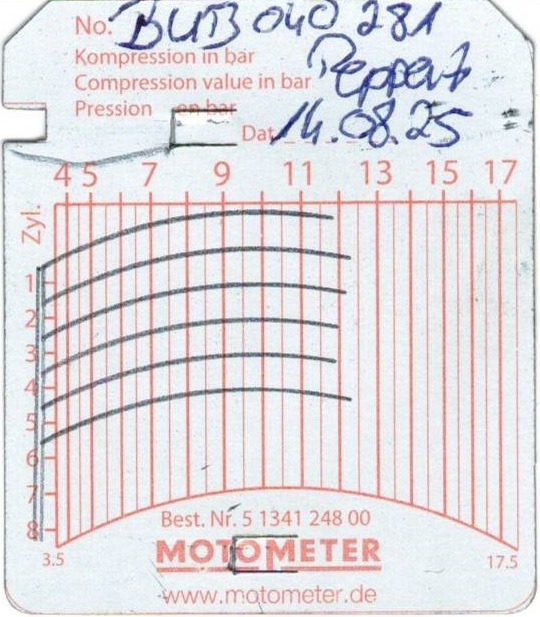 No. BUB 040 281
Kompression in bar
Compression value in bar Peppert
Pression en bar
Dat 14.08.25
4 5 7 9 11 13 15 17
Zyl.
1
2
3
4
5
6
7
8
Best. Nr. 5 1341 248 00
3.5 MOTOMETER 17.5
www.motometer.de